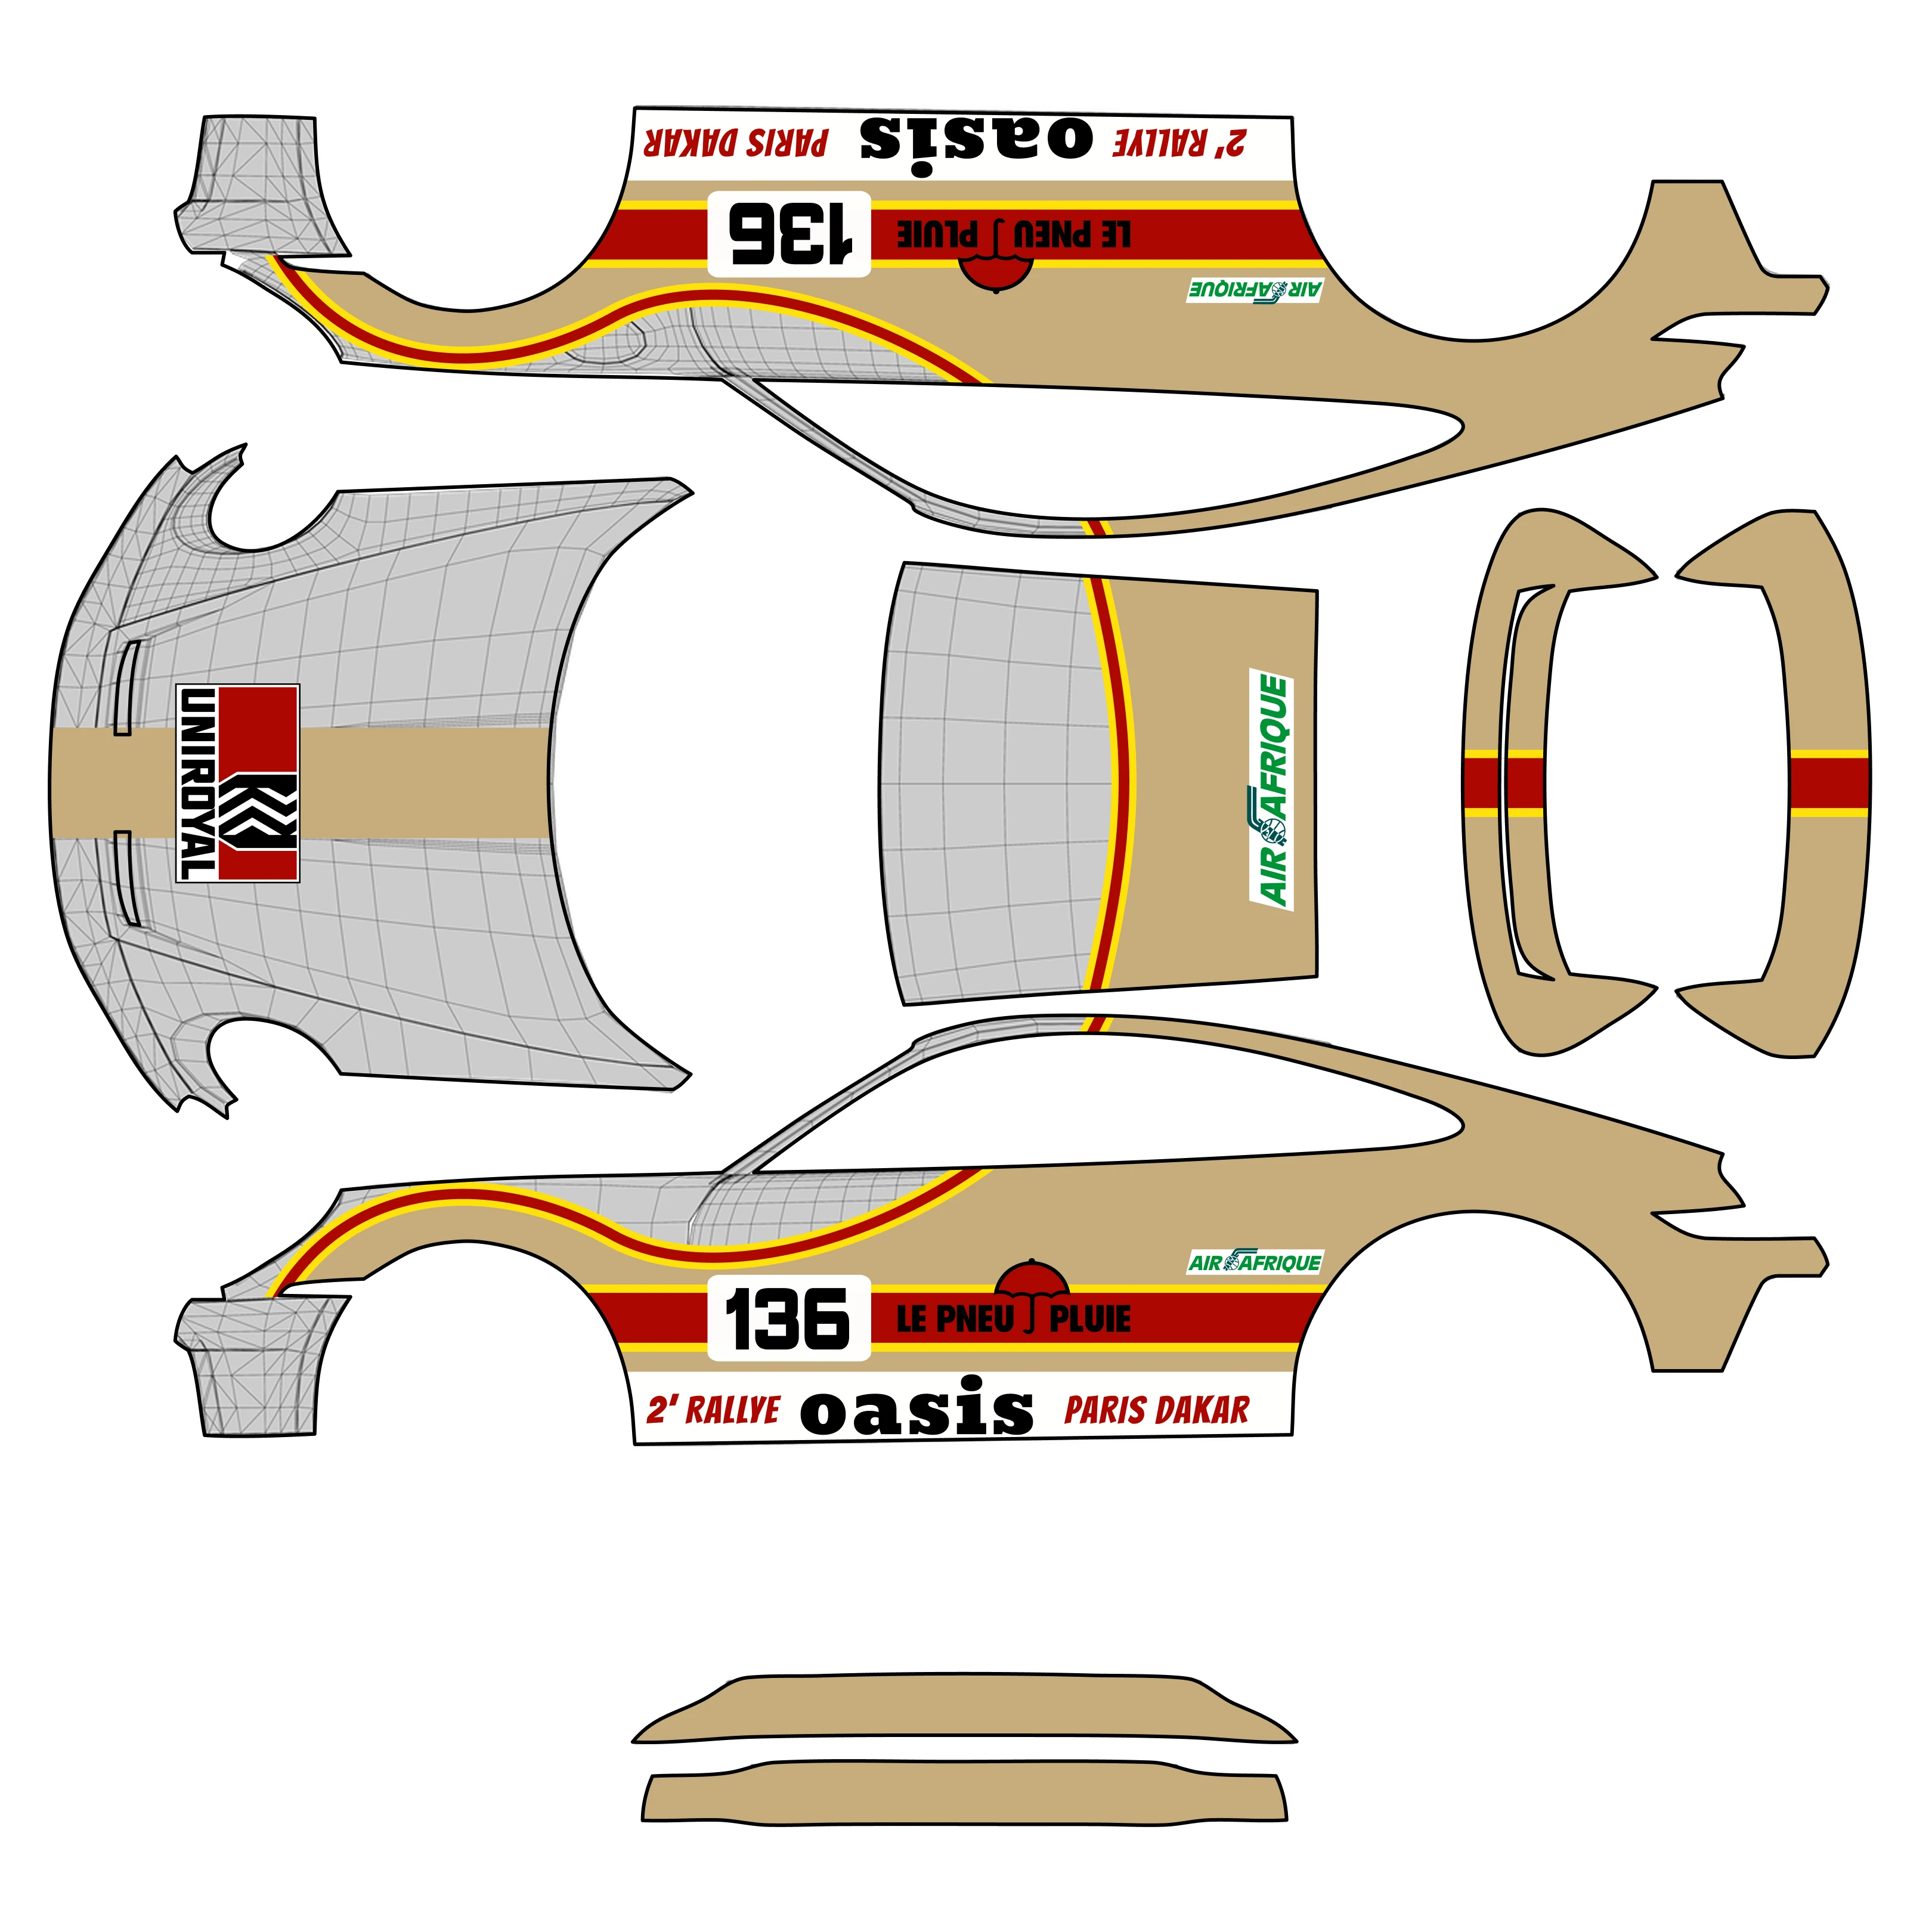 2' RALLYE oasis PARIS DAKAR
136 LE PNEU PLUIE
AIR AFRIQUE
UNIROYAL
AIR AFRIQUE
AIR AFRIQUE
136 LE PNEU PLUIE
2' RALLYE oasis PARIS DAKAR